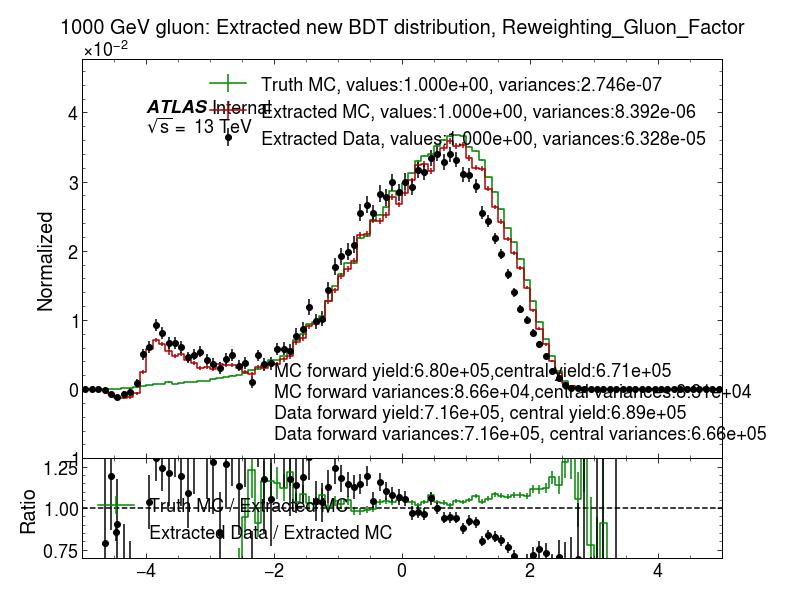 1000 GeV gluon: Extracted new BDT distribution, Reweighting_Gluon_Factor
×10⁻²
Truth MC, values:1.000e+00, variances:2.746e-07
ATLAS Internal
Extracted MC, values:1.000e+00, variances:8.392e-06
√s = 13 TeV
Extracted Data, values:1.000e+00, variances:6.328e-05
4
3
2
1
0
Normalized
MC forward yield:6.80e+05,central yield:6.71e+05
MC forward variances:8.66e+04,central variances:
Data forward yield:7.16e+05, central yield:6.89e+05
Data forward variances:7.16e+05, central variances:6.66e+05
1.25
1.00
0.75
Ratio
Truth MC / Extracted MC
Extracted Data / Extracted MC
−4 −2 0 2 4